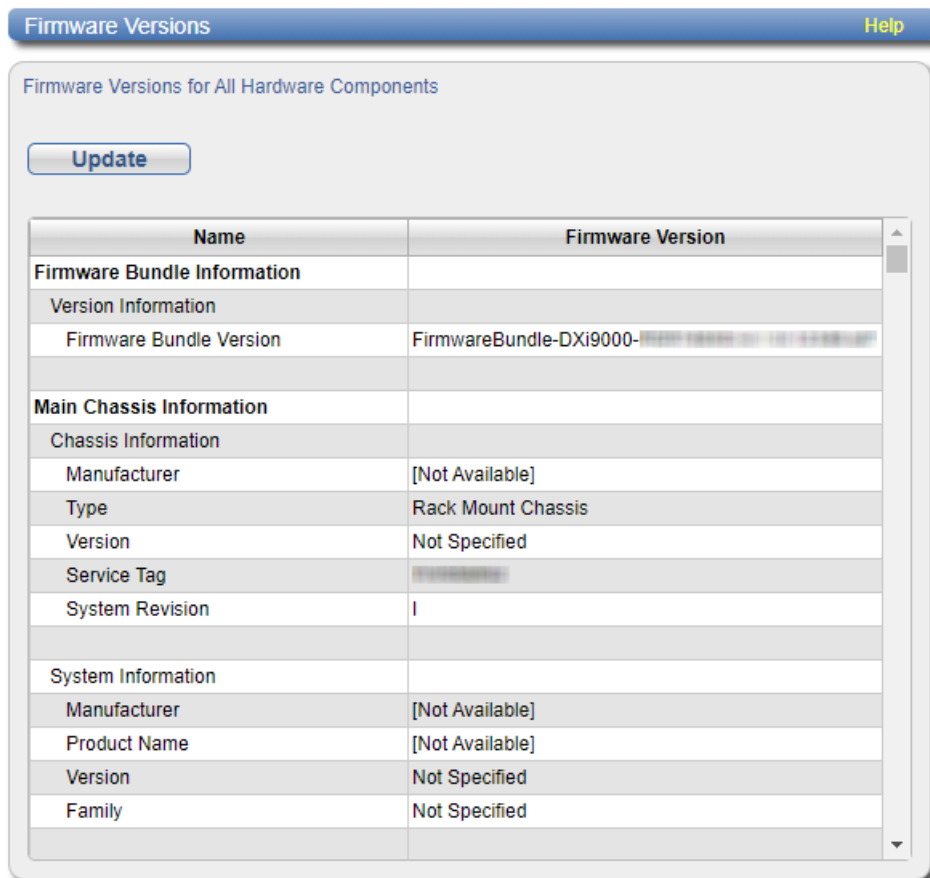 Firmware Versions Help
Firmware Versions for All Hardware Components
Update
Name Firmware Version
Firmware Bundle Information
Version Information
Firmware Bundle Version FirmwareBundle-DXi9000-
Main Chassis Information
Chassis Information
Manufacturer [Not Available]
Type Rack Mount Chassis
Version Not Specified
Service Tag
System Revision I
System Information
Manufacturer [Not Available]
Product Name [Not Available]
Version Not Specified
Family Not Specified